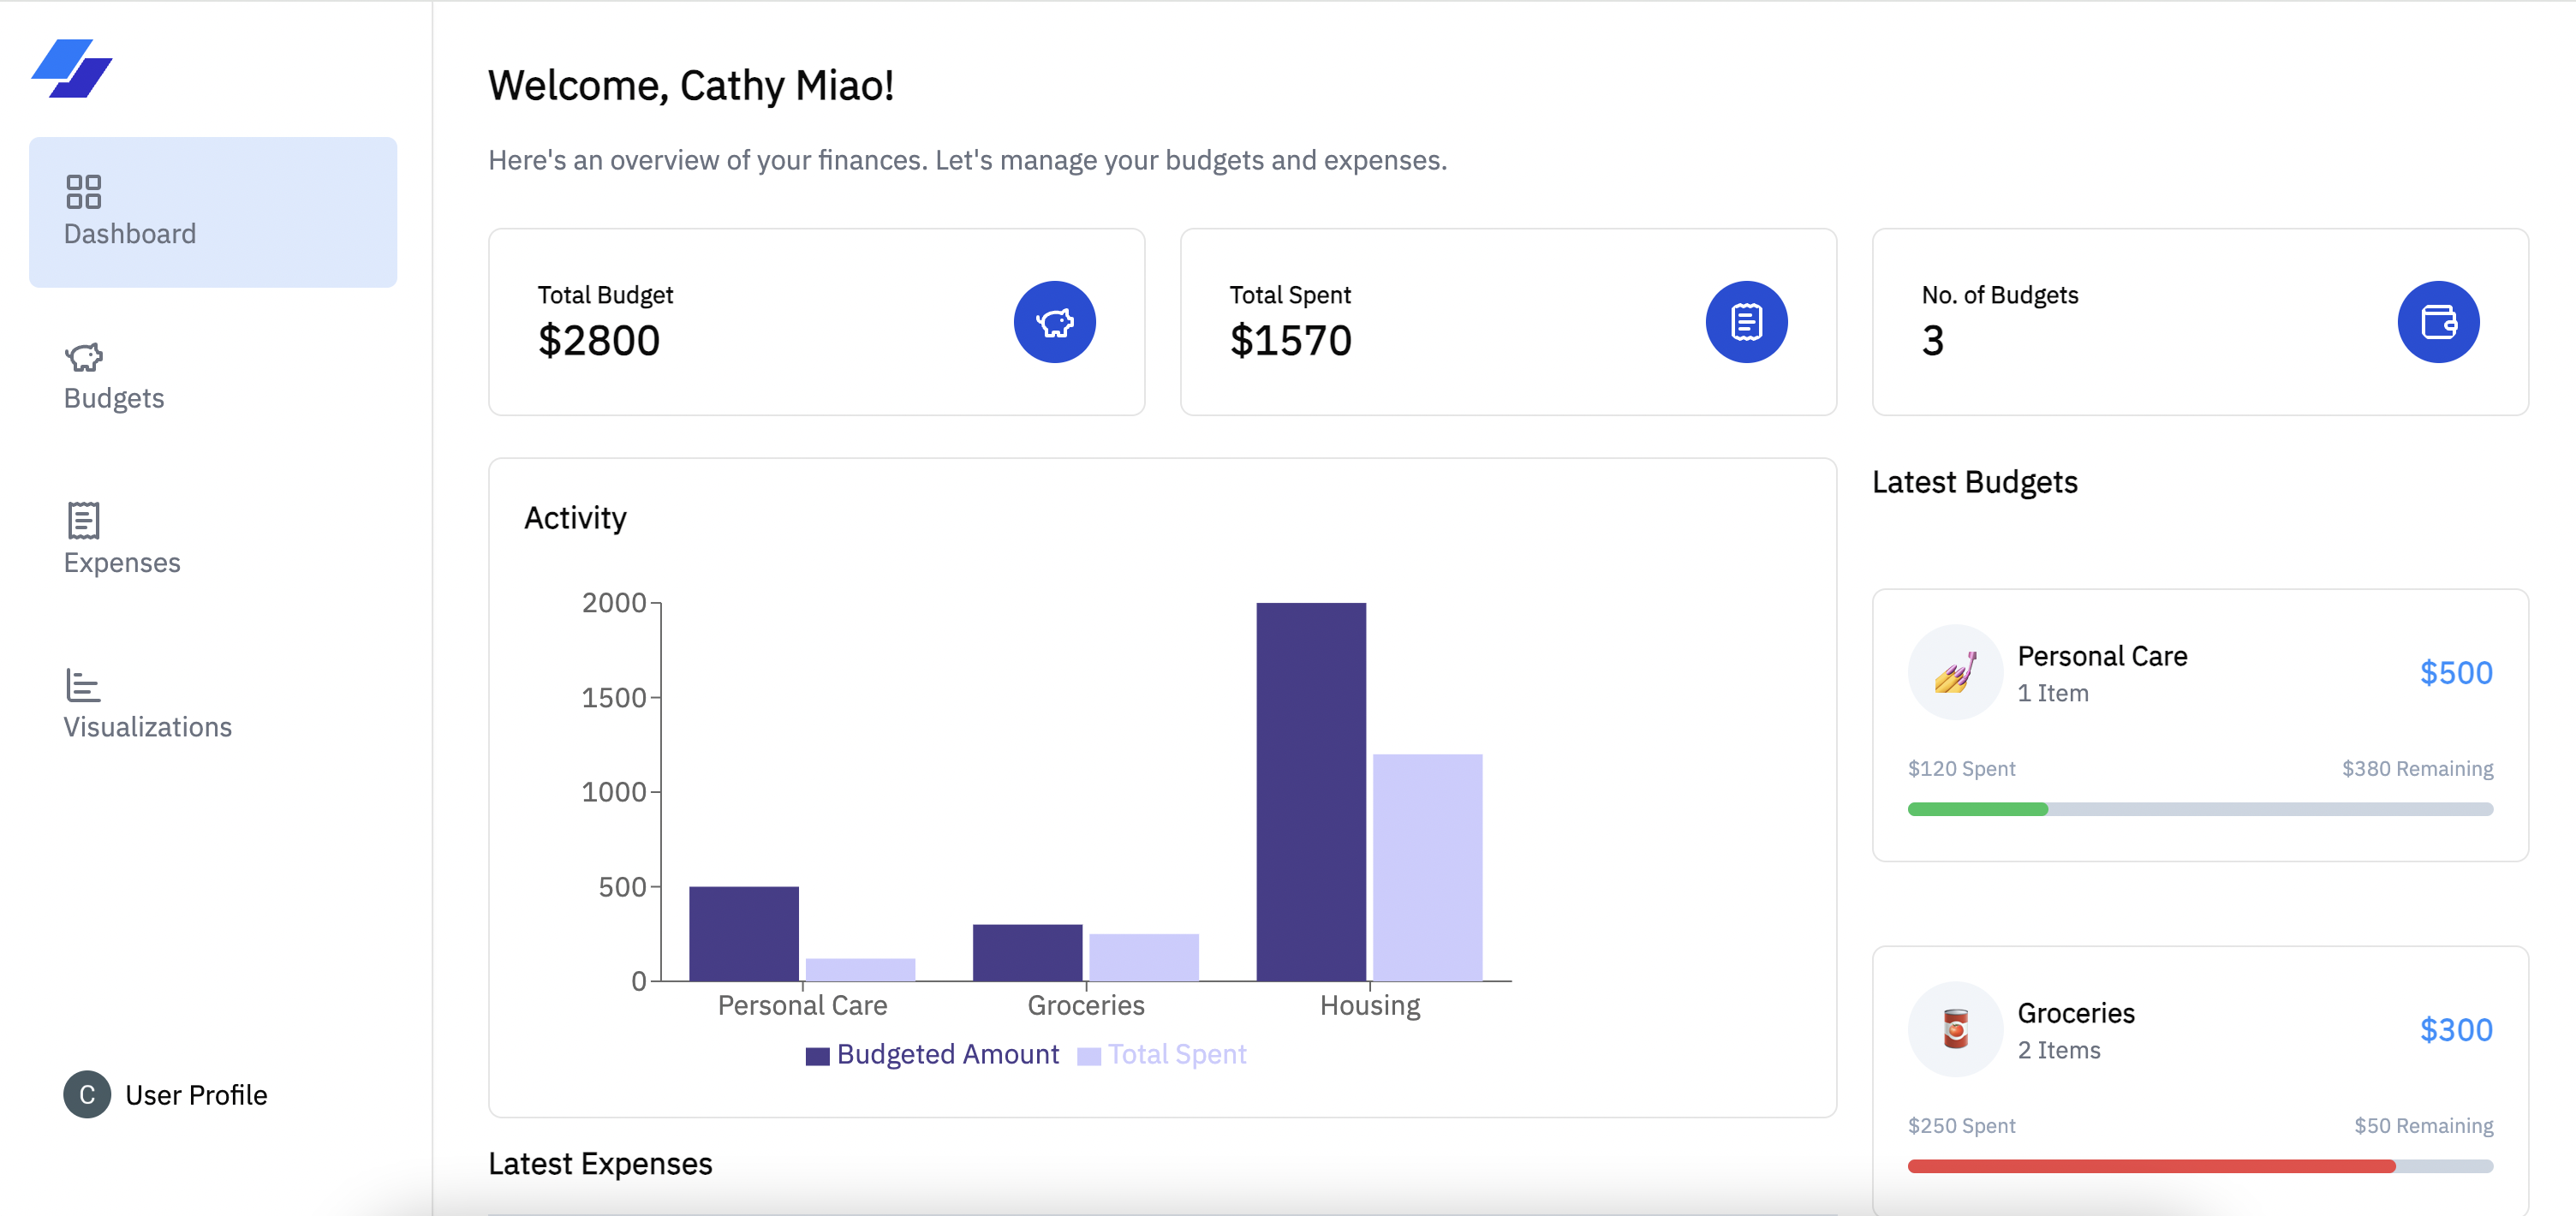 Dashboard
Budgets
Expenses
Visualizations
C User Profile
Welcome, Cathy Miao!
Here's an overview of your finances. Let's manage your budgets and expenses.
Total Budget
$2800
Total Spent
$1570
No. of Budgets
3
Activity
2000
1500
1000
500
0
Personal Care Groceries Housing
Budgeted Amount Total Spent
Latest Expenses
Latest Budgets
Personal Care
1 Item
$500
$120 Spent $380 Remaining
Groceries
2 Items
$300
$250 Spent $50 Remaining